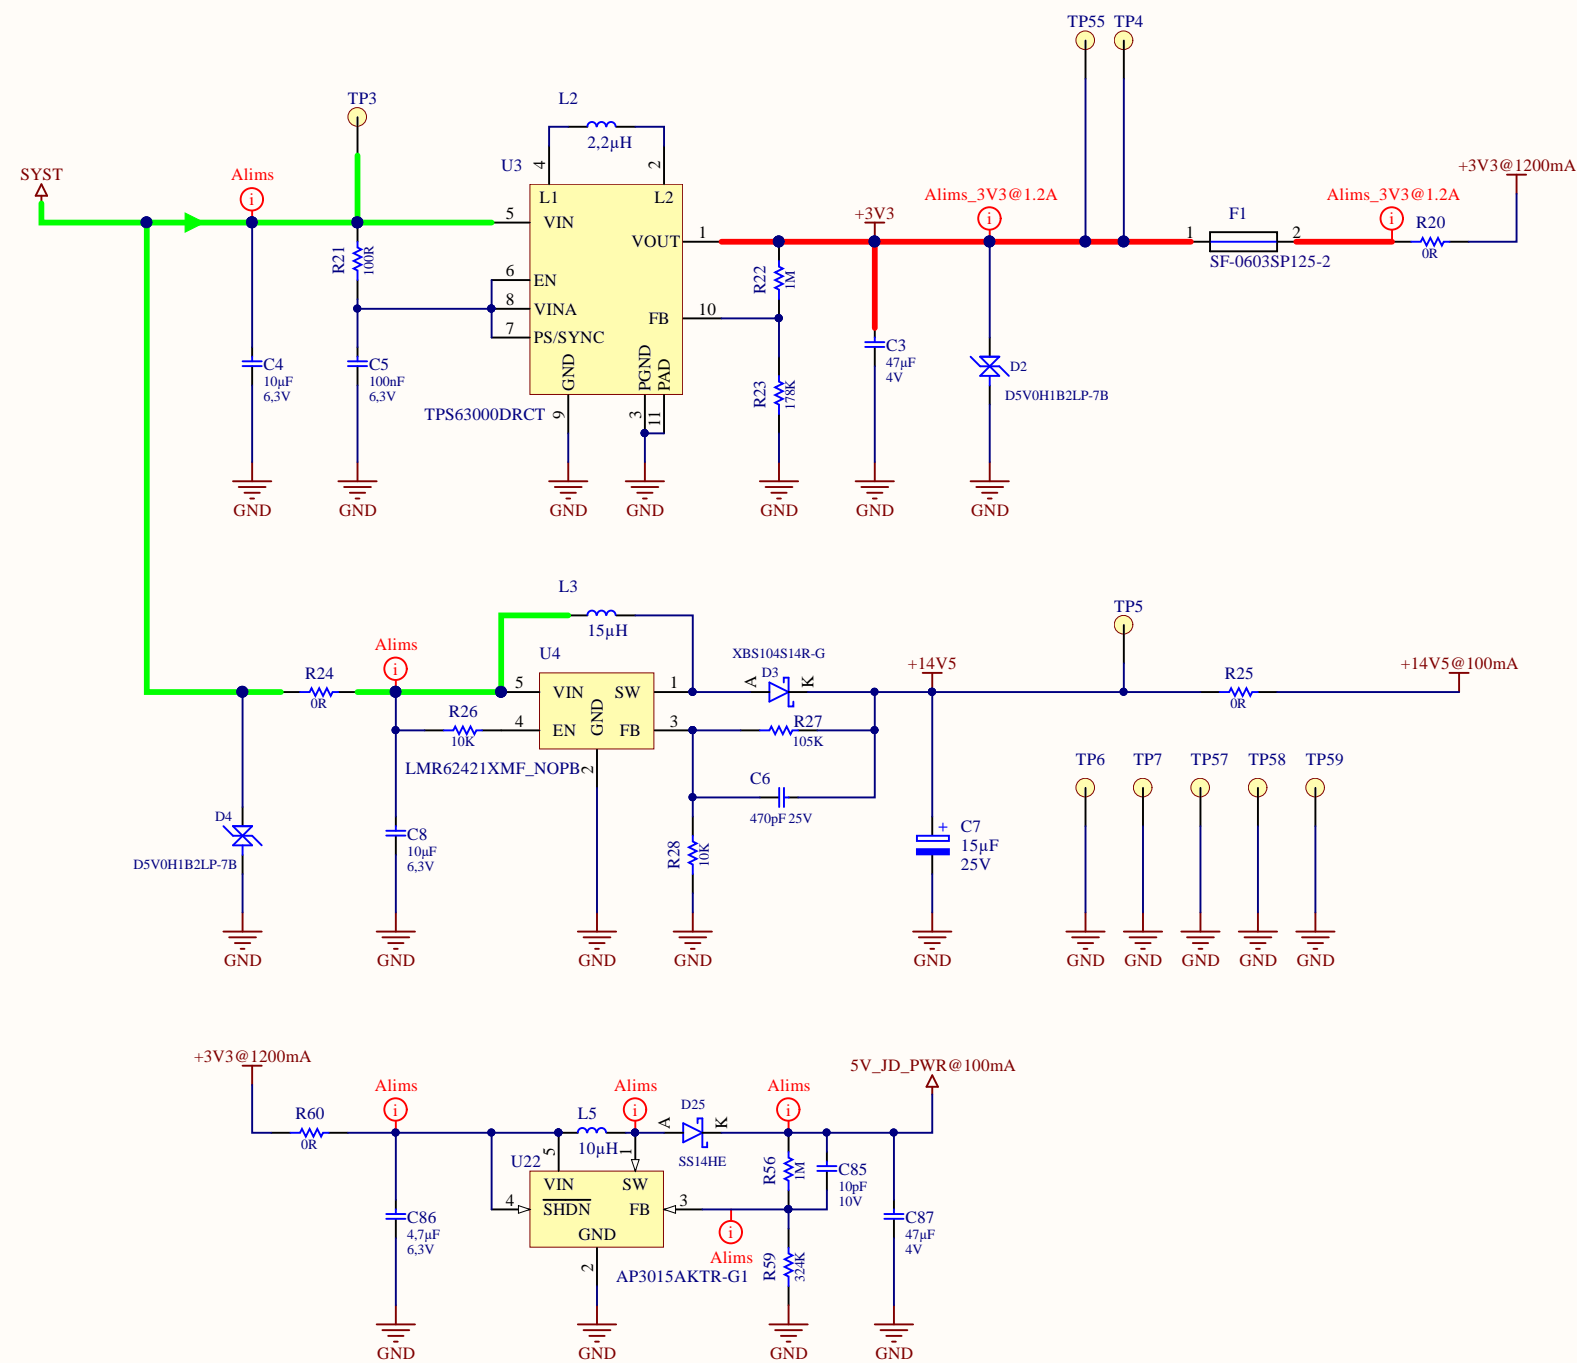 TP55 TP4
TP3
L2
2,2µH
U3
4
2
SYST
Alims
i
L1
L2
5
VIN
VOUT
1
+3V3
Alims_3V3@1.2A
i
F1
1
2
SF-0603SP125-2
Alims_3V3@1.2A
i
R20
0R
+3V3@1200mA
R21
100R
6
EN
8
VINA
7
PS/SYNC
FB
10
GND
PGND
PAD
9
3
11
TPS63000DRCT
R22
1M
R23
178K
C4
10µF
6,3V
C5
100nF
6,3V
C3
47µF
4V
D2
D5V0H1B2LP-7B
GND
GND
GND
GND
GND
GND
GND
L3
15µH
U4
R24
0R
Alims
i
5
VIN
SW
1
XBS104S14R-G
D3
A
K
+14V5
TP5
R25
0R
+14V5@100mA
R26
10K
4
EN
GND
FB
3
R27
105K
LMR62421XMF_NOPB
2
C6
470pF 25V
R28
10K
D4
D5V0H1B2LP-7B
C8
10µF
6,3V
+
C7
15µF
25V
TP6
TP7
TP57
TP58
TP59
GND
GND
GND
GND
GND
GND
GND
GND
GND
GND
+3V3@1200mA
R60
0R
Alims
i
L5
10µH
Alims
i
D25
A
K
SS14HE
Alims
i
5V_JD_PWR@100mA
U22
5
1
VIN
SW
4
SHDN
FB
3
GND
2
AP3015AKTR-G1
Alims
i
R56
1M
C85
10pF
10V
R59
324K
C86
4,7µF
6,3V
C87
47µF
4V
GND
GND
GND
GND